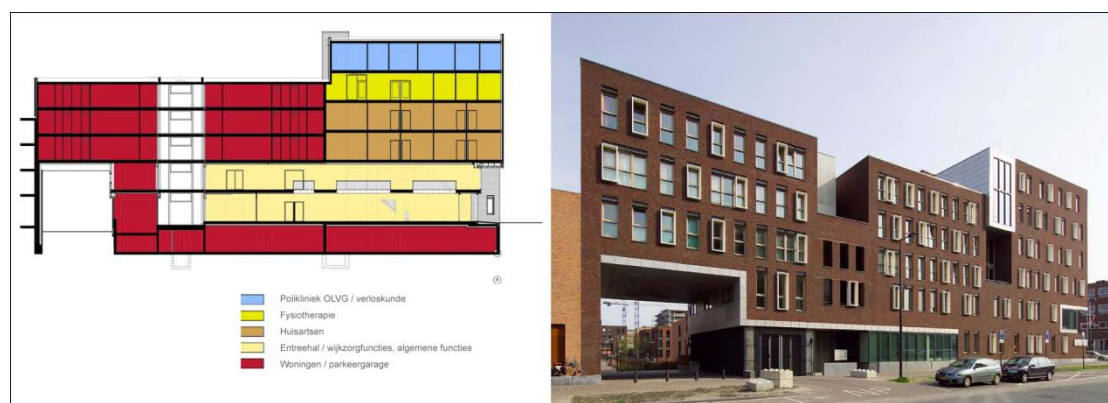 Polikliniek OLVG / verloskunde
Fysiotherapie
Huisartsen
Entreehal / wijkzorgfuncties, algemene functies
Woningen / parkeergarage